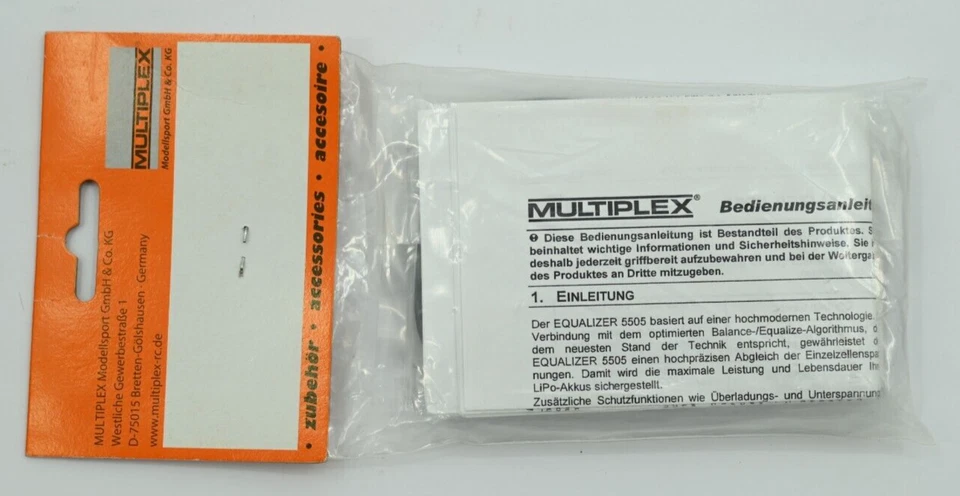 MULTIPLEX
Modellsport GmbH & Co. KG
• zubehör • accessories • accesoire •
MULTIPLEX Modellsport GmbH & Co. KG
Westliche Gewerbestraße 1
D-75015 Bretten-Gölshausen · Germany
www.multiplex-rc.de
MULTIPLEX® Bedienungsanleit
Diese Bedienungsanleitung ist Bestandteil des Produktes. S
beinhaltet wichtige Informationen und Sicherheitshinweise. Sie
deshalb jederzeit griffbereit aufzubewahren und bei der Weiterga
des Produktes an Dritte mitzugeben.
1. EINLEITUNG
Der EQUALIZER 5505 basiert auf einer hochmodernen Technologie.
Verbindung mit dem optimierten Balance-/Equalize-Algorithmus, d
dem neuesten Stand der Technik entspricht, gewährleistet d
EQUALIZER 5505 einen hochpräzisen Abgleich der Einzelzellenspa
nungen. Damit wird die maximale Leistung und Lebensdauer Ihe
LiPo-Akkus sichergestellt.
Zusätzliche Schutzfunktionen wie Überladungs- und Unterspannung